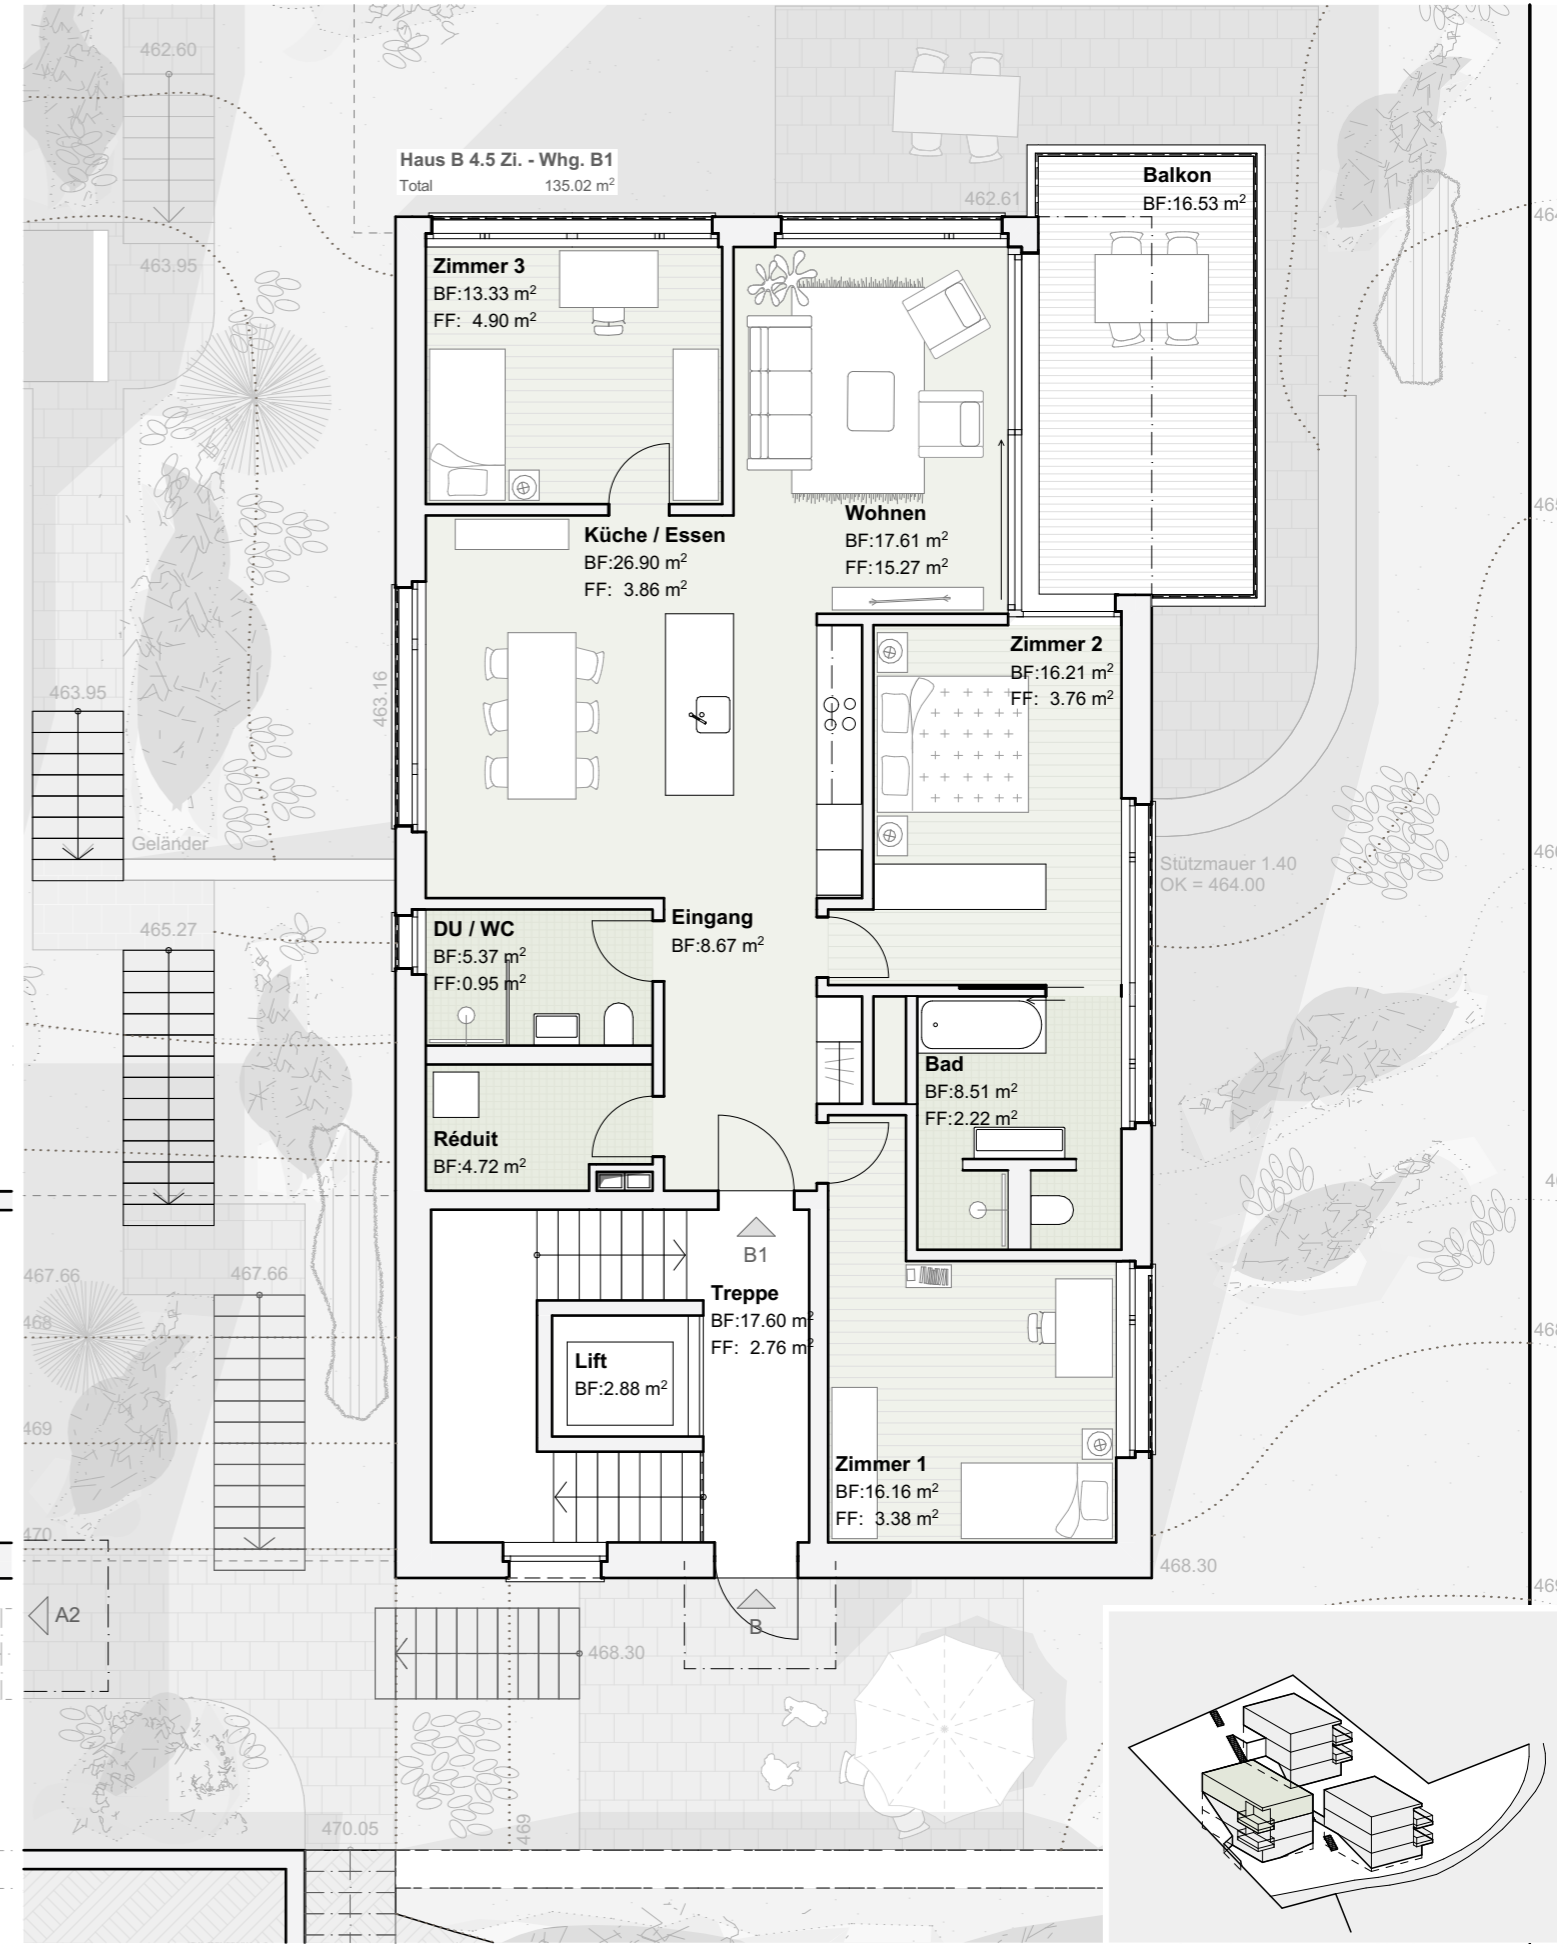 462.60
Haus B 4.5 Zi. - Whg. B1
Total 135.02 m²
Balkon
BF:16.53 m²
462.61
463.95
Zimmer 3
BF:13.33 m²
FF: 4.90 m²
Wohnen
BF:17.61 m²
FF:15.27 m²
Küche / Essen
BF:26.90 m²
FF: 3.86 m²
Zimmer 2
BF:16.21 m²
FF: 3.76 m²
463.95
463.16
Geländer
Stützmauer 1.40
OK = 464.00
465.27
DU / WC
BF:5.37 m²
FF:0.95 m²
Eingang
BF:8.67 m²
Bad
BF:8.51 m²
FF:2.22 m²
Réduit
BF:4.72 m²
B1
467.66
467.66
Treppe
BF:17.60 m²
FF: 2.76 m²
468
Lift
BF:2.88 m²
469
Zimmer 1
BF:16.16 m²
FF: 3.38 m²
470
468.30
A2
B
468.30
470.05
469